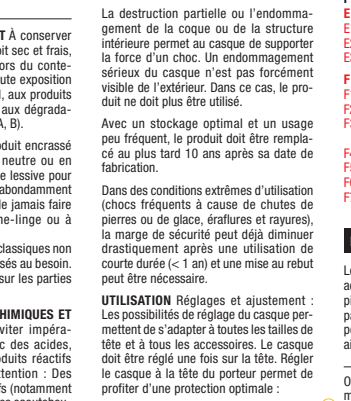 T À conserver
oit sec et frais,
ors du conte-
ute exposition
l, aux produits
aux dégrada-
A, B).
oduit encrassé
neutre ou en
e lessive pour
abondamment
le jamais faire
ne-linge ou à
classiques non
sés au besoin.
sur les parties
HIMIQUES ET
viter impéra-
c des acides,
duits réactifs
ttention : Des
fs (notamment
La destruction partielle ou l'endomma-
gement de la coque ou de la structure
intérieure permet au casque de supporter
la force d'un choc. Un endommagement
sérieux du casque n'est pas forcément
visible de l'extérieur. Dans ce cas, le pro-
duit ne doit plus être utilisé.
Avec un stockage optimal et un usage
peu fréquent, le produit doit être rempla-
cé au plus tard 10 ans après sa date de
fabrication.
Dans des conditions extrêmes d'utilisation
(chocs fréquents à cause de chutes de
pierres ou de glace, éraflures et rayures),
la marge de sécurité peut déjà diminuer
drastiquement après une utilisation de
courte durée (< 1 an) et une mise au rebut
peut être nécessaire.
UTILISATION Réglages et ajustement :
Les possibilités de réglage du casque per-
mettent de s'adapter à toutes les tailles de
tête et à tous les accessoires. Le casque
doit être réglé une fois sur la tête. Régler
le casque à la tête du porteur permet de
profiter d'une protection optimale :